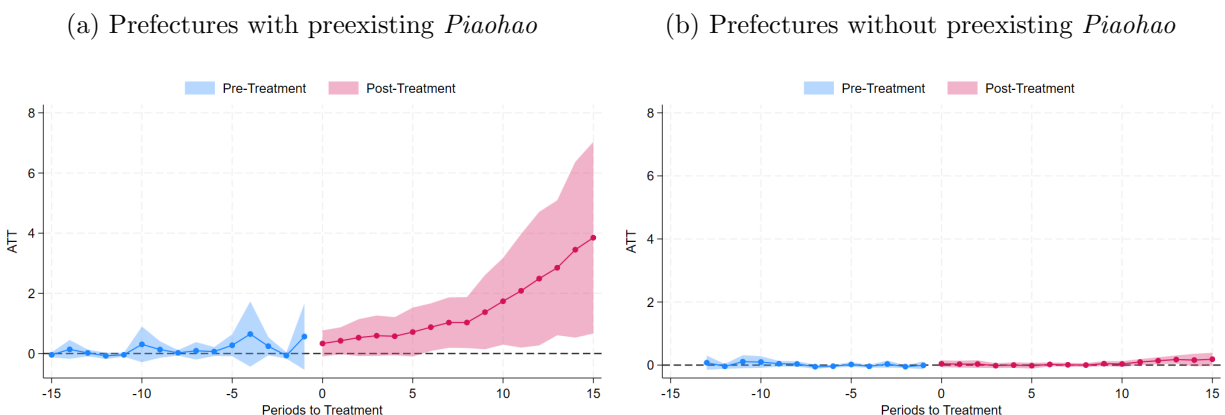 (a) Prefectures with preexisting Piaohao
(b) Prefectures without preexisting Piaohao
Pre-Treatment Post-Treatment
8
6
4
2
0
ATT
-15 -10 -5 0 5 10 15
Periods to Treatment
Pre-Treatment Post-Treatment
8
6
4
2
0
ATT
-15 -10 -5 0 5 10 15
Periods to Treatment